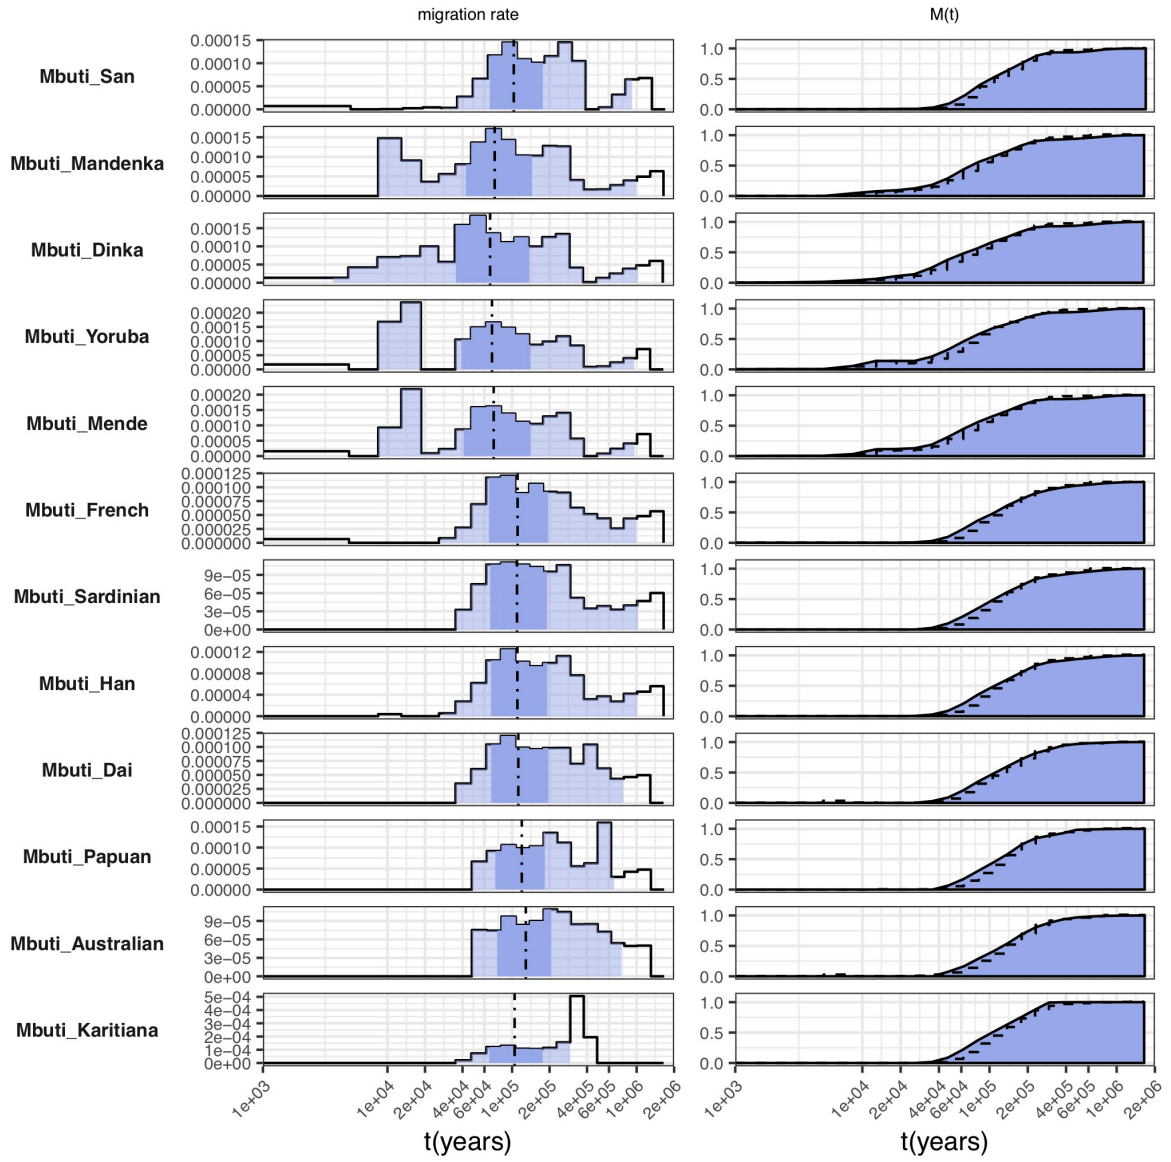 migration rate M(t)
Mbuti_San
0.00015
0.00010
0.00005
0.00000
1.0
0.5
0.0
Mbuti_Mandenka
0.00015
0.00010
0.00005
0.00000
1.0
0.5
0.0
Mbuti_Dinka
0.00015
0.00010
0.00005
0.00000
1.0
0.5
0.0
Mbuti_Yoruba
0.00020
0.00015
0.00010
0.00005
0.00000
1.0
0.5
0.0
Mbuti_Mende
0.00020
0.00015
0.00010
0.00005
0.00000
1.0
0.5
0.0
Mbuti_French
0.000125
0.000100
0.000075
0.000050
0.000025
0.000000
1.0
0.5
0.0
Mbuti_Sardinian
9e−05
6e−05
3e−05
0e+00
1.0
0.5
0.0
Mbuti_Han
0.00012
0.00008
0.00004
0.00000
1.0
0.5
0.0
Mbuti_Dai
0.000125
0.000100
0.000075
0.000050
0.000025
0.000000
1.0
0.5
0.0
Mbuti_Papuan
0.00015
0.00010
0.00005
0.00000
1.0
0.5
0.0
Mbuti_Australian
9e−05
6e−05
3e−05
0e+00
1.0
0.5
0.0
Mbuti_Karitiana
5e−04
4e−04
3e−04
2e−04
1e−04
0e+00
1.0
0.5
0.0
1e+03 1e+04 2e+04 4e+04 6e+04 1e+05 2e+05 4e+05 6e+05 1e+06 2e+06
1e+03 1e+04 2e+04 4e+04 6e+04 1e+05 2e+05 4e+05 6e+05 1e+06 2e+06
t(years) t(years)